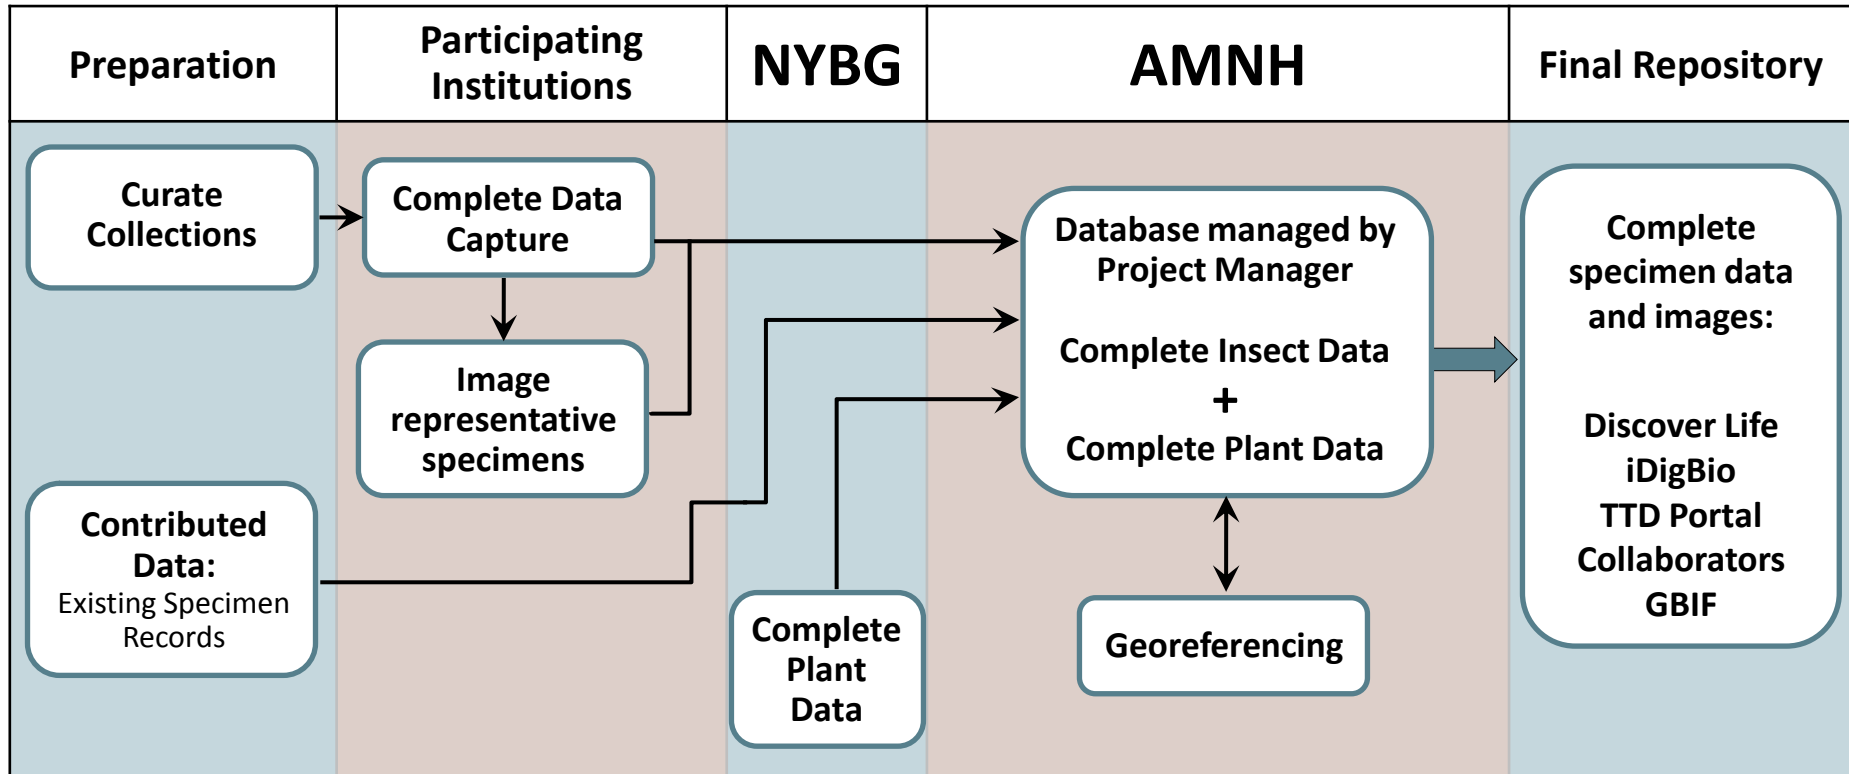 Preparation
Participating
Institutions
NYBG
AMNH
Final Repository
Curate
Collections
Contributed
Data:
Existing Specimen
Records
Complete Data
Capture
Image
representative
specimens
Complete
Plant
Data
Database managed by
Project Manager
Complete Insect Data
+
Complete Plant Data
Georeferencing
Complete
specimen data
and images:
Discover Life
iDigBio
TTD Portal
Collaborators
GBIF